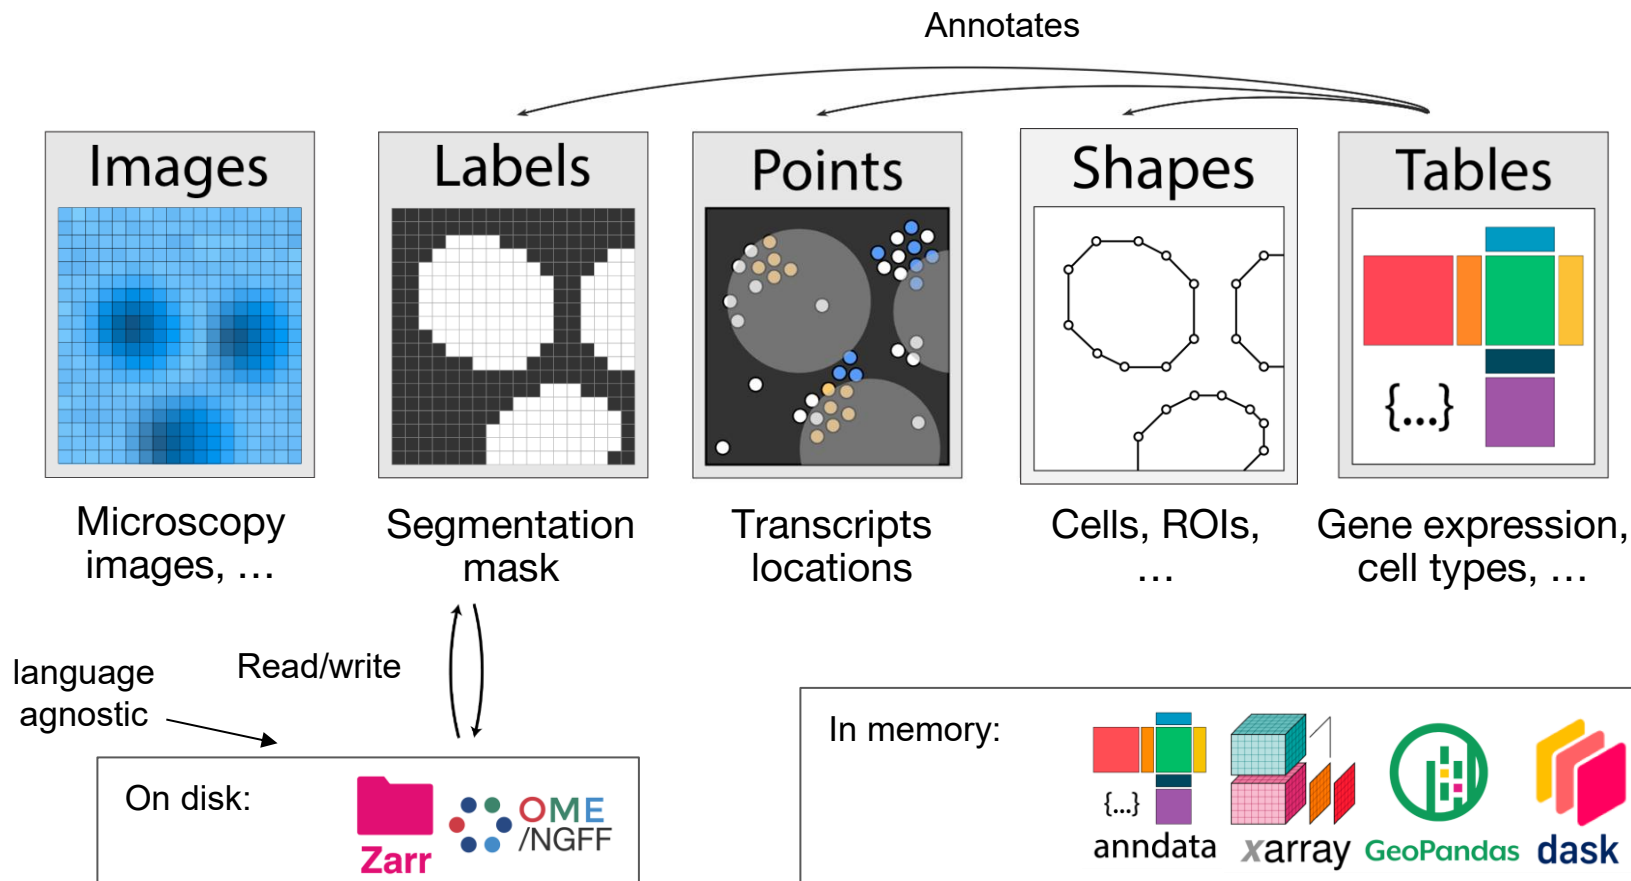 Annotates
Images
Labels
Points
Shapes
Tables
{...}
Microscopy
images, …
Segmentation
mask
Transcripts
locations
Cells, ROIs,
…
Gene expression,
cell types, …
language
agnostic
Read/write
On disk:
Zarr
OME
/NGFF
In memory:
{...}
anndata
xarray
GeoPandas
dask